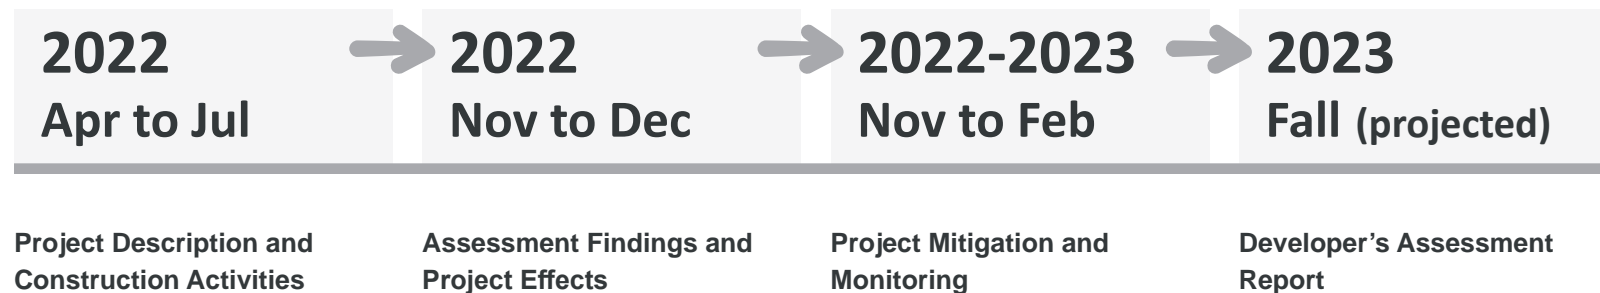 2022
Apr to Jul
Project Description and
Construction Activities
2022
Nov to Dec
Assessment Findings and
Project Effects
2022-2023
Nov to Feb
Project Mitigation and
Monitoring
2023
Fall (projected)
Developer’s Assessment
Report